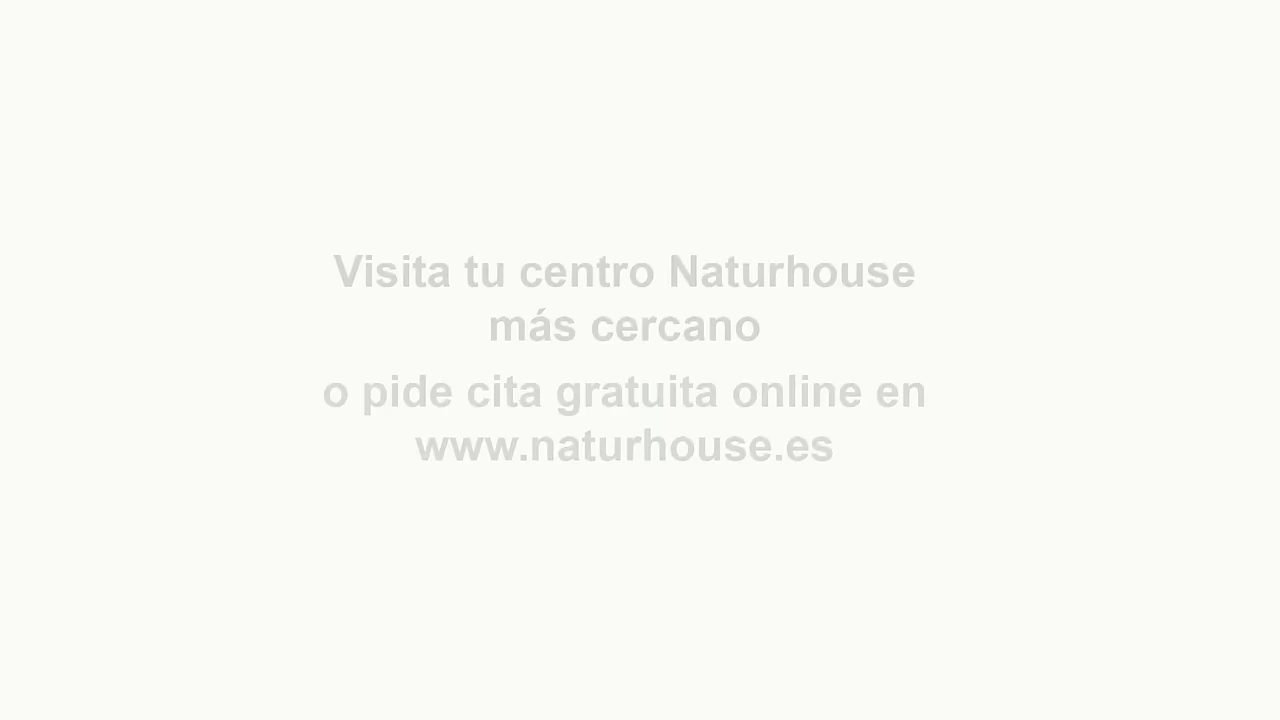 Visita tu centro Naturhouse
más cercano
o pide cita gratuita online en
www.naturhouse.es